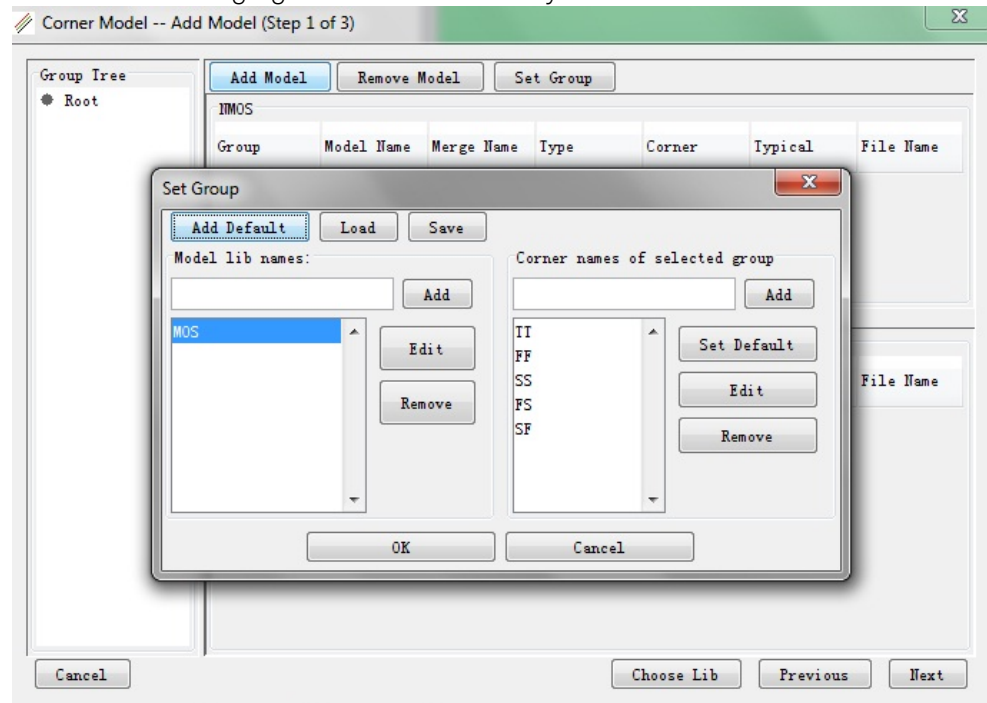 Corner Model -- Add Model (Step 1 of 3)
Group Tree
Root
Add Model Remove Model Set Group
NMOS
Group Model Name Merge Name Type Corner Typical File Name
Set Group
Add Default Load Save
Model lib names: Corner names of selected group
Add Add
MOS
Edit
Remove
TT
FF
SS
FS
SF
Set Default
Edit
Remove
File Name
OK Cancel
Cancel Choose Lib Previous Next